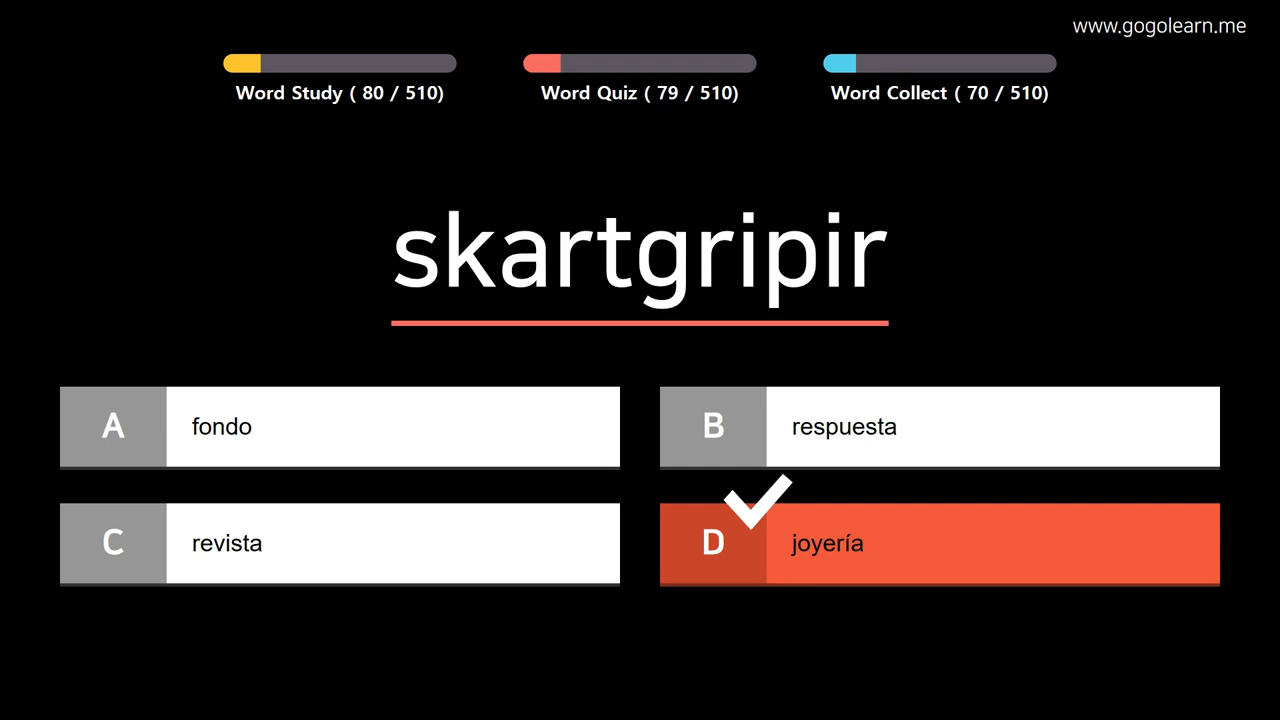 www.gogolearn.me
Word Study ( 80 / 510)
Word Quiz ( 79 / 510)
Word Collect ( 70 / 510)
skartgripir
A fondo
B respuesta
C revista
D joyería